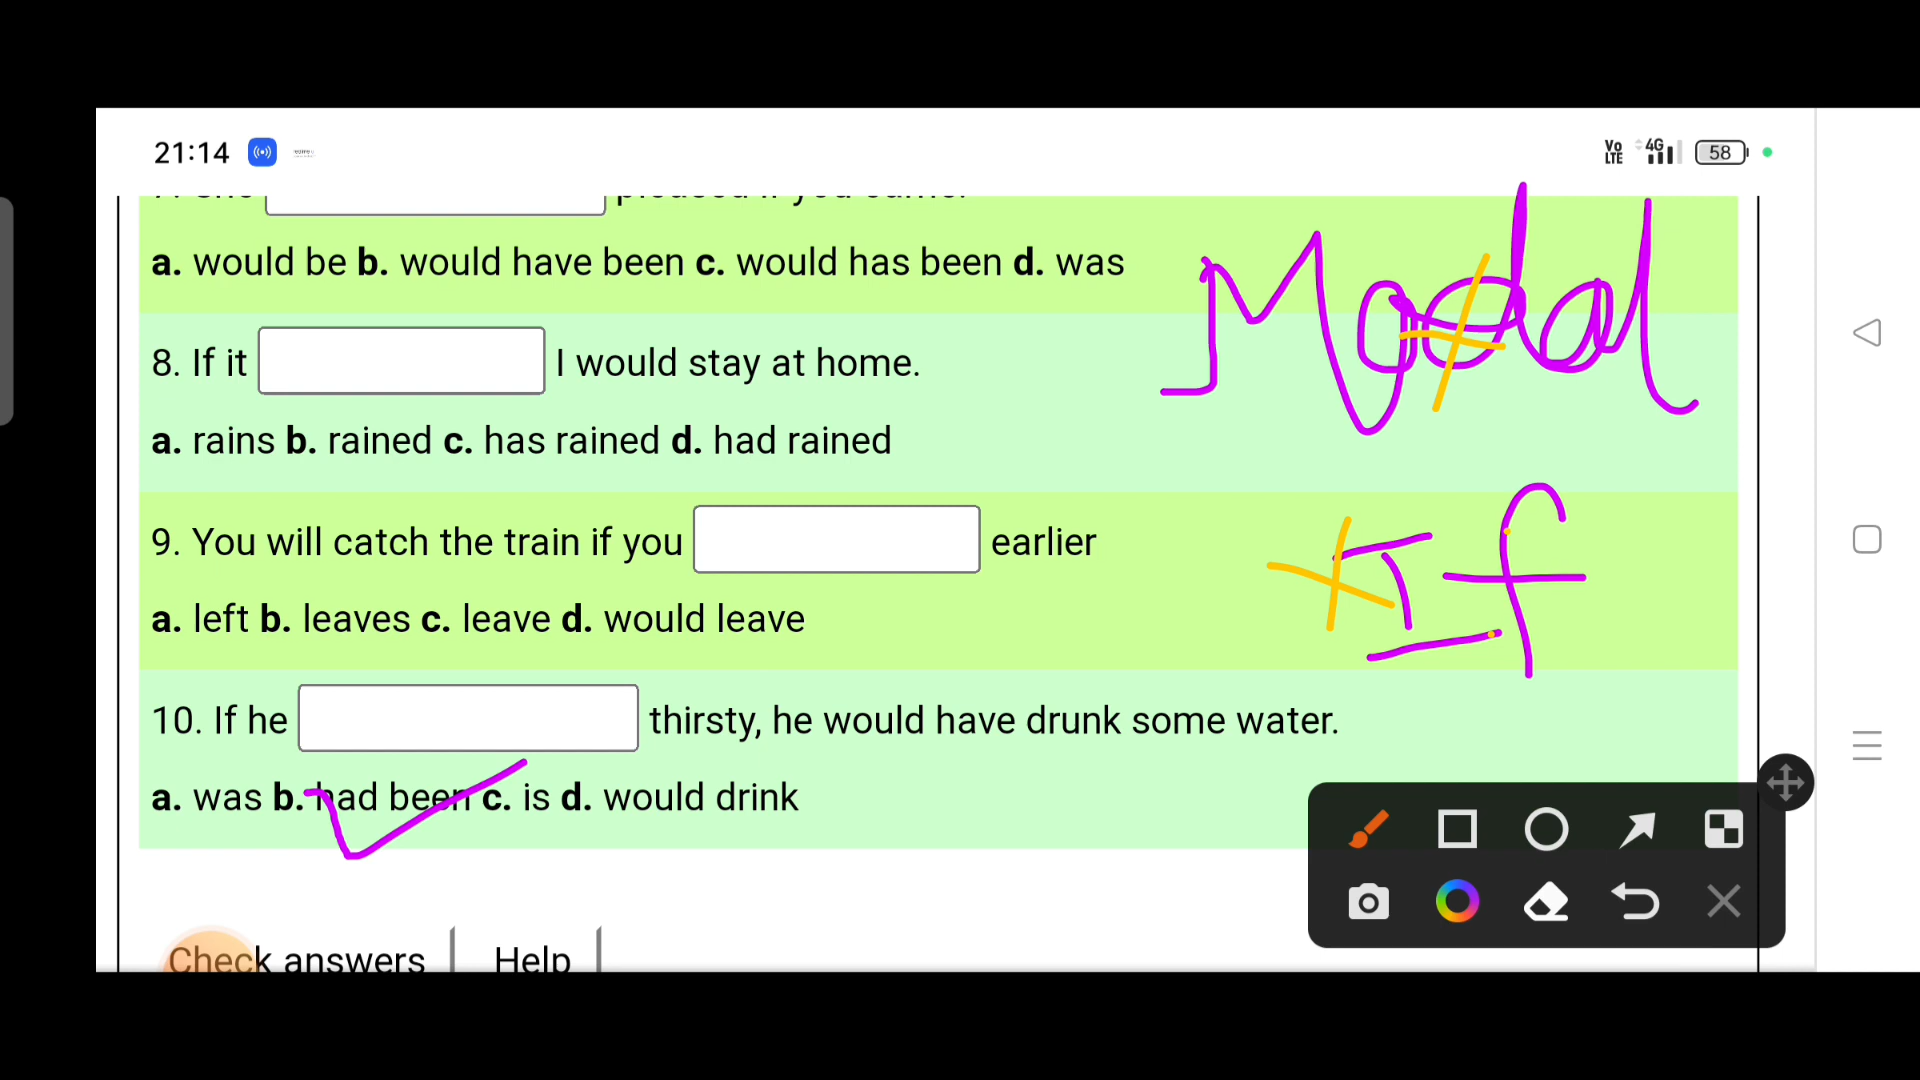 21:14
Vo LTE 4G 58
a. would be b. would have been c. would has been d. was
Modal
8. If it I would stay at home.
a. rains b. rained c. has rained d. had rained
9. You will catch the train if you earlier
If
a. left b. leaves c. leave d. would leave
10. If he thirsty, he would have drunk some water.
a. was b. had been c. is d. would drink
Check answers Help